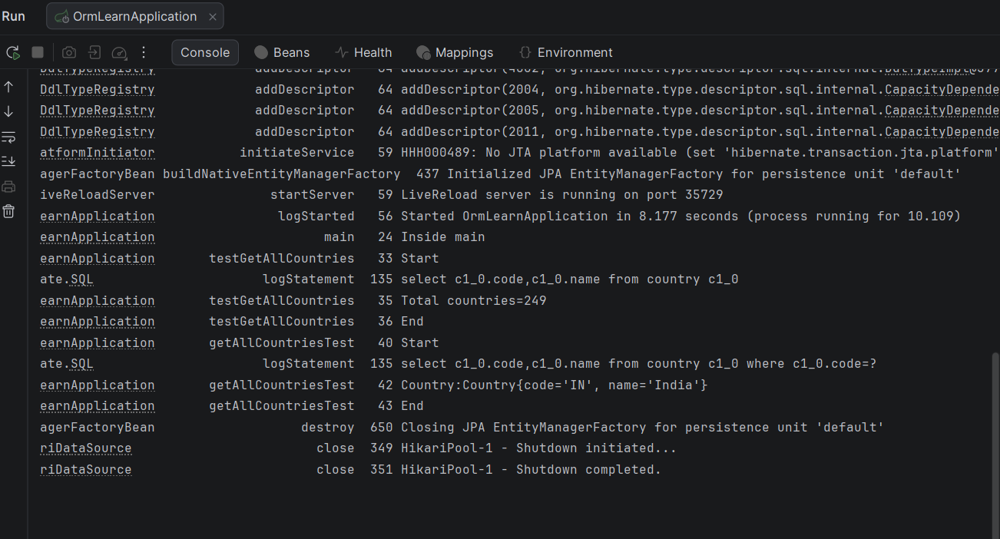 Run OrmLearnApplication
Console Beans Health Mappings Environment
DdlTypeRegistry addDescriptor 64 addDescriptor(4002, org.hibernate.type.descriptor.sql.internal.DdlTypeImpl@577
DdlTypeRegistry addDescriptor 64 addDescriptor(2004, org.hibernate.type.descriptor.sql.internal.CapacityDepende
DdlTypeRegistry addDescriptor 64 addDescriptor(2005, org.hibernate.type.descriptor.sql.internal.CapacityDepende
DdlTypeRegistry addDescriptor 64 addDescriptor(2011, org.hibernate.type.descriptor.sql.internal.CapacityDepende
atformInitiator initiateService 59 HHH000489: No JTA platform available (set 'hibernate.transaction.jta.platform'
agerFactoryBean buildNativeEntityManagerFactory 437 Initialized JPA EntityManagerFactory for persistence unit 'default'
iveReloadServer startServer 59 LiveReload server is running on port 35729
earnApplication logStarted 56 Started OrmLearnApplication in 8.177 seconds (process running for 10.109)
earnApplication main 24 Inside main
earnApplication testGetAllCountries 33 Start
ate.SQL logStatement 135 select c1_0.code,c1_0.name from country c1_0
earnApplication testGetAllCountries 35 Total countries=249
earnApplication testGetAllCountries 36 End
earnApplication getAllCountriesTest 40 Start
ate.SQL logStatement 135 select c1_0.code,c1_0.name from country c1_0 where c1_0.code=?
earnApplication getAllCountriesTest 42 Country:Country{code='IN', name='India'}
earnApplication getAllCountriesTest 43 End
agerFactoryBean destroy 650 Closing JPA EntityManagerFactory for persistence unit 'default'
riDataSource close 349 HikariPool-1 - Shutdown initiated...
riDataSource close 351 HikariPool-1 - Shutdown completed.